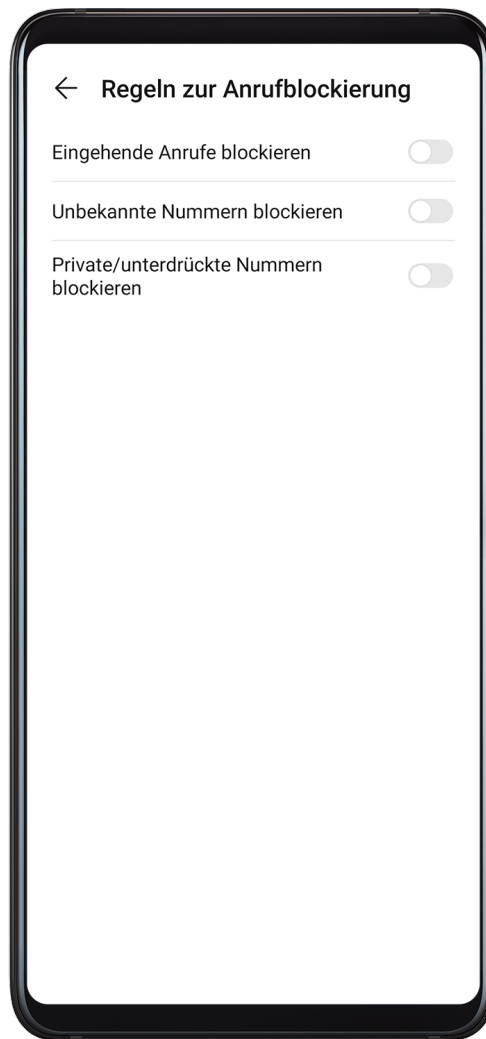 Regeln zur Anrufblockierung
Eingehende Anrufe blockieren
Unbekannte Nummern blockieren
Private/unterdrückte Nummern
blockieren